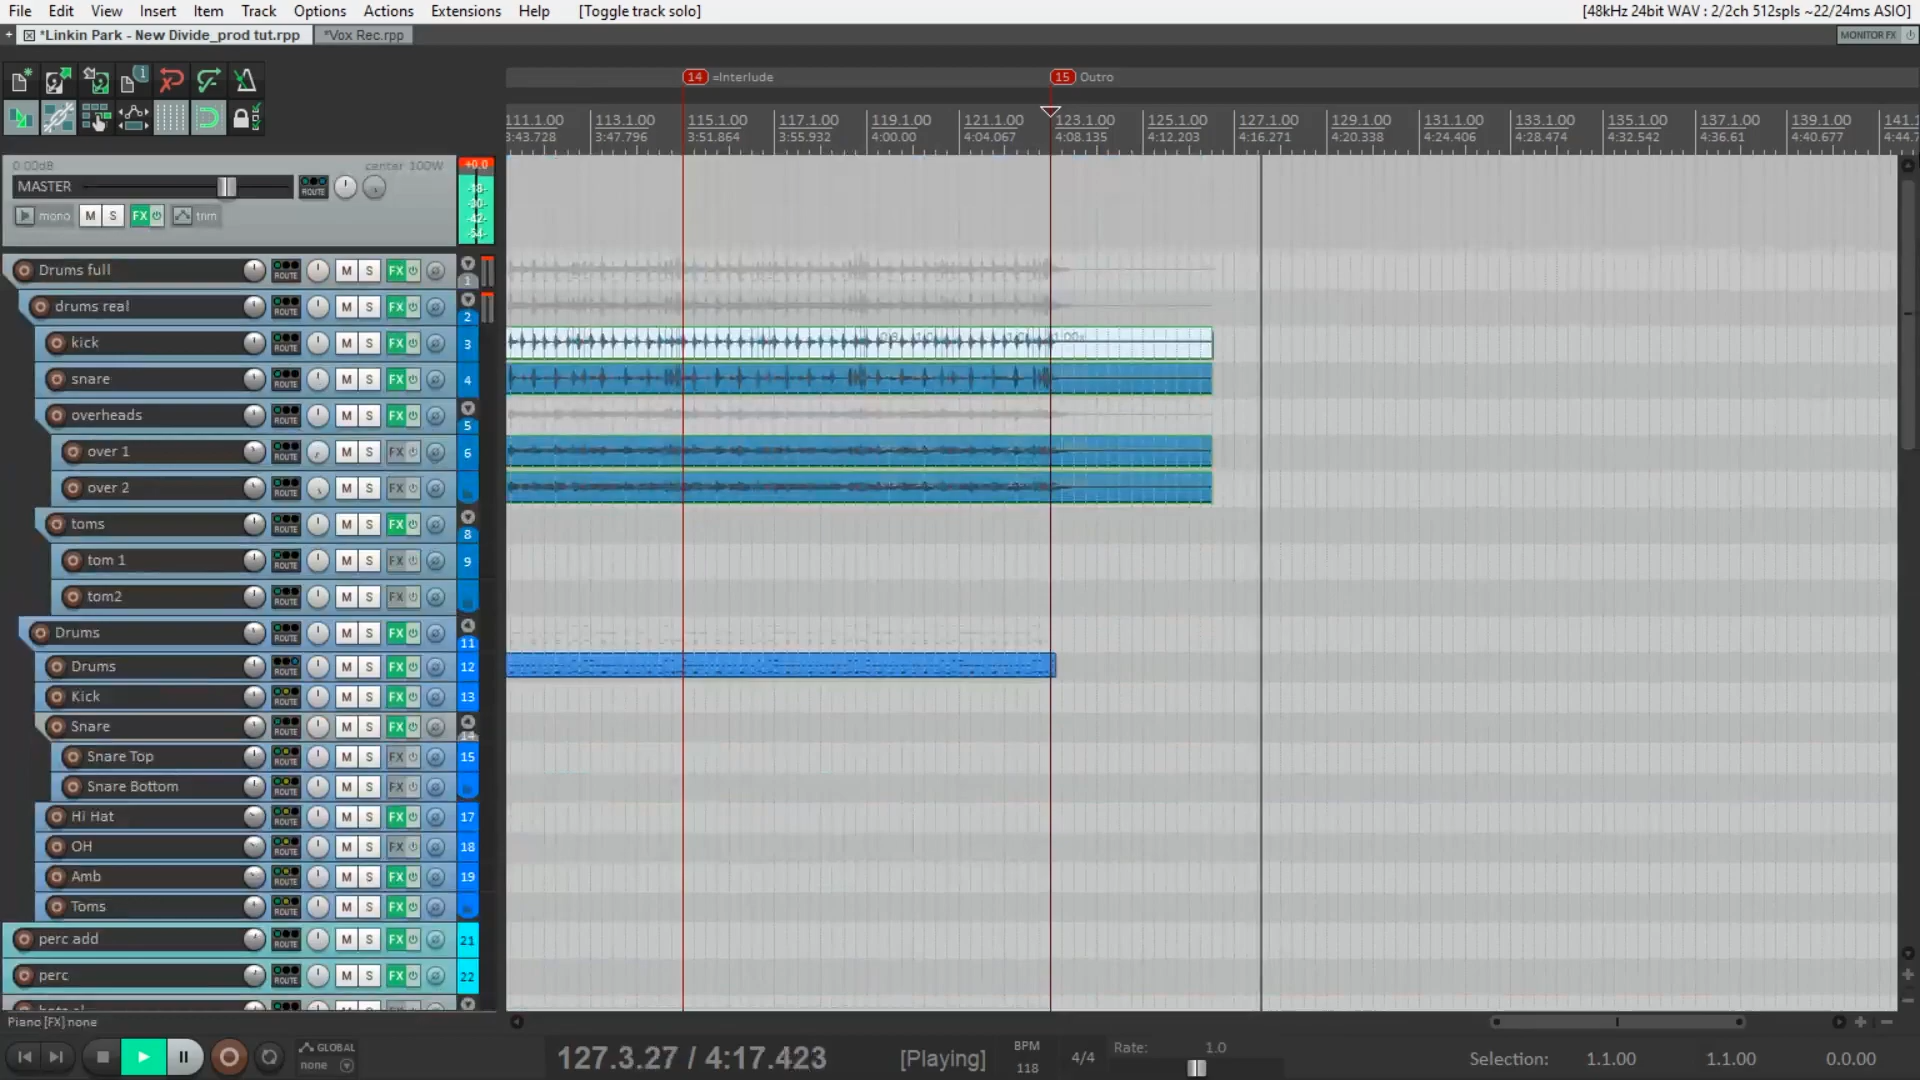 File Edit View Insert Item Track Options Actions Extensions Help [Toggle track solo] [48kHz 24bit WAV : 2/2ch 512spls ~22/24ms ASIO]
*Linkin Park - New Divide_prod tut.rpp *Vox Rec.rpp MONITOR FX
14 =Interlude 15 Outro
111.1.00 113.1.00 115.1.00 117.1.00 119.1.00 121.1.00 123.1.00 125.1.00 127.1.00 129.1.00 131.1.00 133.1.00 135.1.00 137.1.00 139.1.00 141.1
3:43.728 3:47.796 3:51.864 3:55.932 4:00.00 4:04.067 4:08.135 4:12.203 4:16.271 4:20.338 4:24.406 4:28.474 4:32.542 4:36.61 4:40.677 4:44.7
0.00dB center 100W +0.0
MASTER ROUTE -18-
-30-
mono M S FX trim -42-
-54-
Drums full ROUTE M S FX 1
drums real ROUTE M S FX 2
kick ROUTE M S FX 3
snare ROUTE M S FX 4
overheads ROUTE M S FX 5
over 1 ROUTE M S FX 6
over 2 ROUTE M S FX
toms ROUTE M S FX 8
tom 1 ROUTE M S FX 9
tom2 ROUTE M S FX
Drums ROUTE M S FX 11
Drums ROUTE M S FX 12
Kick ROUTE M S FX 13
Snare ROUTE M S FX 14
Snare Top ROUTE M S FX 15
Snare Bottom ROUTE M S FX
Hi Hat ROUTE M S FX 17
OH ROUTE M S FX 18
Amb ROUTE M S FX 19
Toms ROUTE M S FX
perc add ROUTE M S FX 21
perc ROUTE M S FX 22
Piano [FX] none
GLOBAL
none
127.3.27 / 4:17.423 [Playing] BPM 118 4/4 Rate: 1.0 Selection: 1.1.00 1.1.00 0.0.00